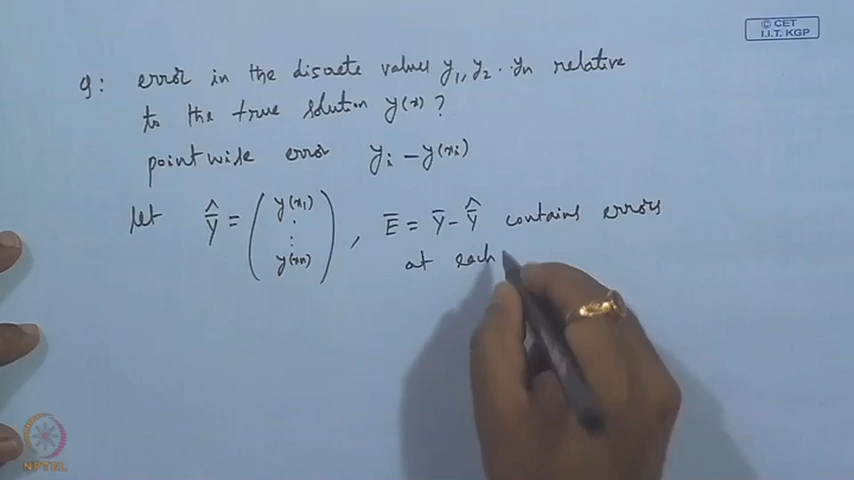 © CET
I.I.T. KGP
Q: error in the discrete values y₁, y₂ .. yₙ relative
to the true solution y(x) ?
pointwise error yᵢ − y(xᵢ)
Let Ŷ̄ = ( y(x₁) ⋮ y(xₙ) ) , Ē = Ȳ − Ŷ̄ contains errors
at each
NPTEL